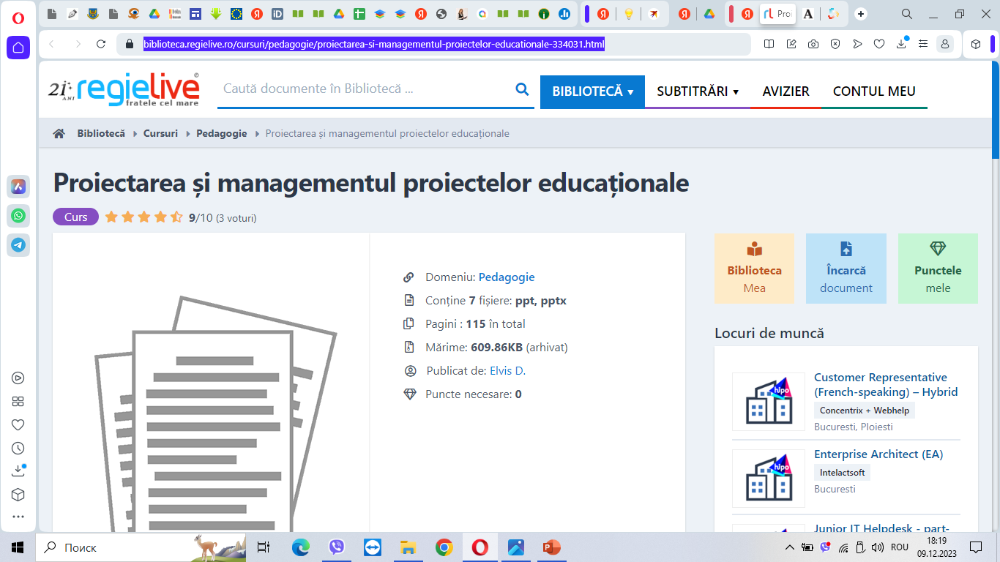 rL Proi
A
biblioteca.regielive.ro/cursuri/pedagogie/proiectarea-si-managementul-proiectelor-educationale-334031.html
21 ANI regielive ©
fratele cel mare
Caută documente în Bibliotecă ...
BIBLIOTECĂ ▾ SUBTITRĂRI ▾ AVIZIER CONTUL MEU
Bibliotecă Cursuri Pedagogie Proiectarea și managementul proiectelor educaționale
Proiectarea și managementul proiectelor educaționale
Curs 9/10 (3 voturi)
Domeniu: Pedagogie
Conține 7 fișiere: ppt, pptx
Pagini : 115 în total
Mărime: 609.86KB (arhivat)
Publicat de: Elvis D.
Puncte necesare: 0
Biblioteca
Mea
Încarcă
document
Punctele
mele
Locuri de muncă
hipo
Customer Representative
(French-speaking) – Hybrid
Concentrix + Webhelp
Bucuresti, Ploiesti
hipo
Enterprise Architect (EA)
Intelactsoft
Bucuresti
Junior IT Helpdesk - part-
Поиск
ROU
18:19
09.12.2023